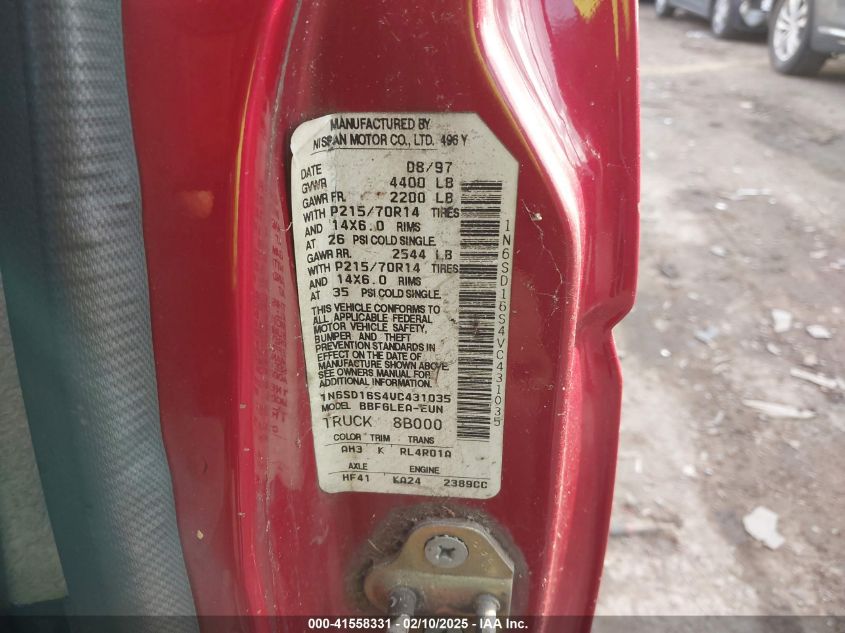 MANUFACTURED BY
NISSAN MOTOR CO., LTD. 496Y
DATE 08/97
GVWR 4400 LB
GAWR FR. 2200 LB
WITH P215/70R14 TIRES
AND 14X6.0 RIMS
AT 26 PSI COLD SINGLE.
GAWR RR. 2544 LB
WITH P215/70R14 TIRES
AND 14X6.0 RIMS
AT 35 PSI COLD SINGLE.
THIS VEHICLE CONFORMS TO
ALL APPLICABLE FEDERAL
MOTOR VEHICLE SAFETY,
BUMPER AND THEFT
PREVENTION STANDARDS IN
EFFECT ON THE DATE OF
MANUFACTURE SHOWN ABOVE.
SEE OWNERS MANUAL FOR
ADDITIONAL INFORMATION.
1N6SD16S4VC431035
MODEL BBFGLEA-EUN
TRUCK 8B000
COLOR TRIM TRANS
AH3 K RL4R01A
AXLE ENGINE
HF41 KA24 2389CC
1N6SD16S4VC431035
000-41558331 - 02/10/2025 - IAA Inc.